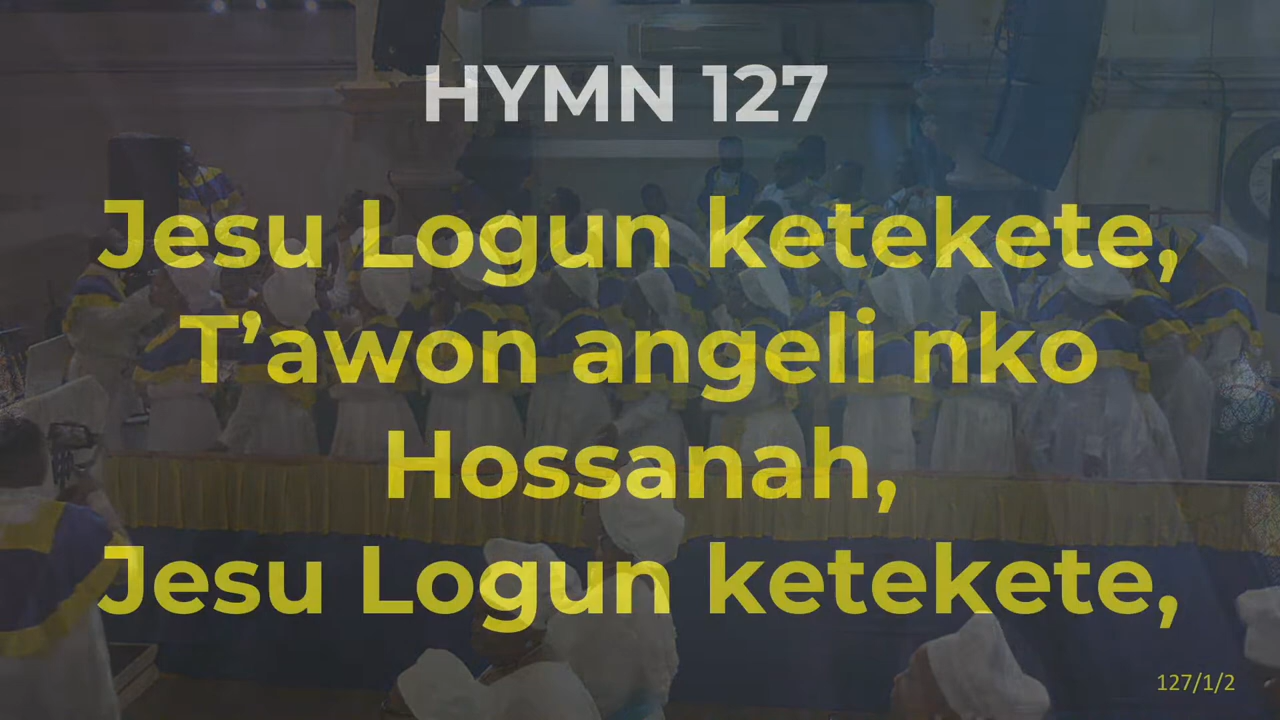 HYMN 127
Jesu Logun ketekete,
T’awon angeli nko
Hossanah,
Jesu Logun ketekete,
127/1/2